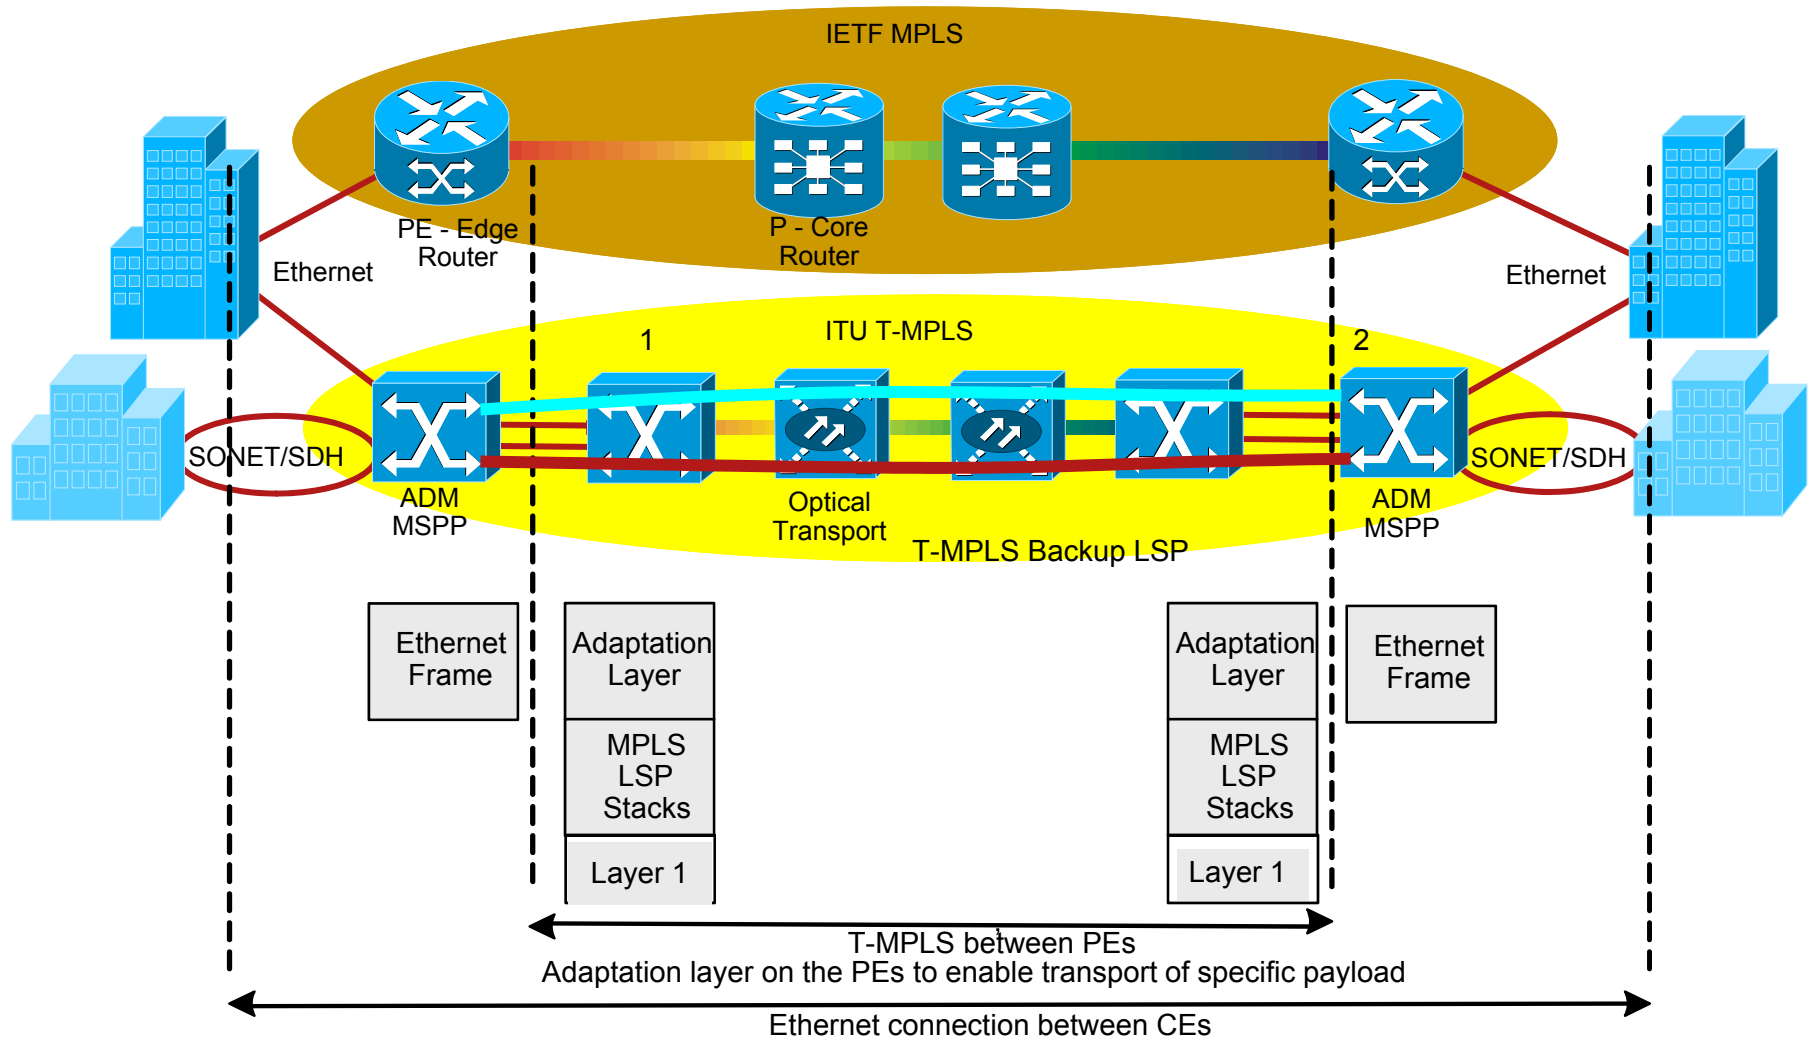 IETF MPLS
PE - Edge
Router
P - Core
Router
Ethernet
Ethernet
1
ITU T-MPLS
2
SONET/SDH
SONET/SDH
ADM
MSPP
Optical
Transport
ADM
MSPP
T-MPLS Backup LSP
Ethernet
Frame
Adaptation
Layer
Adaptation
Layer
Ethernet
Frame
MPLS
LSP
Stacks
MPLS
LSP
Stacks
Layer 1
Layer 1
T-MPLS between PEs
Adaptation layer on the PEs to enable transport of specific payload
Ethernet connection between CEs